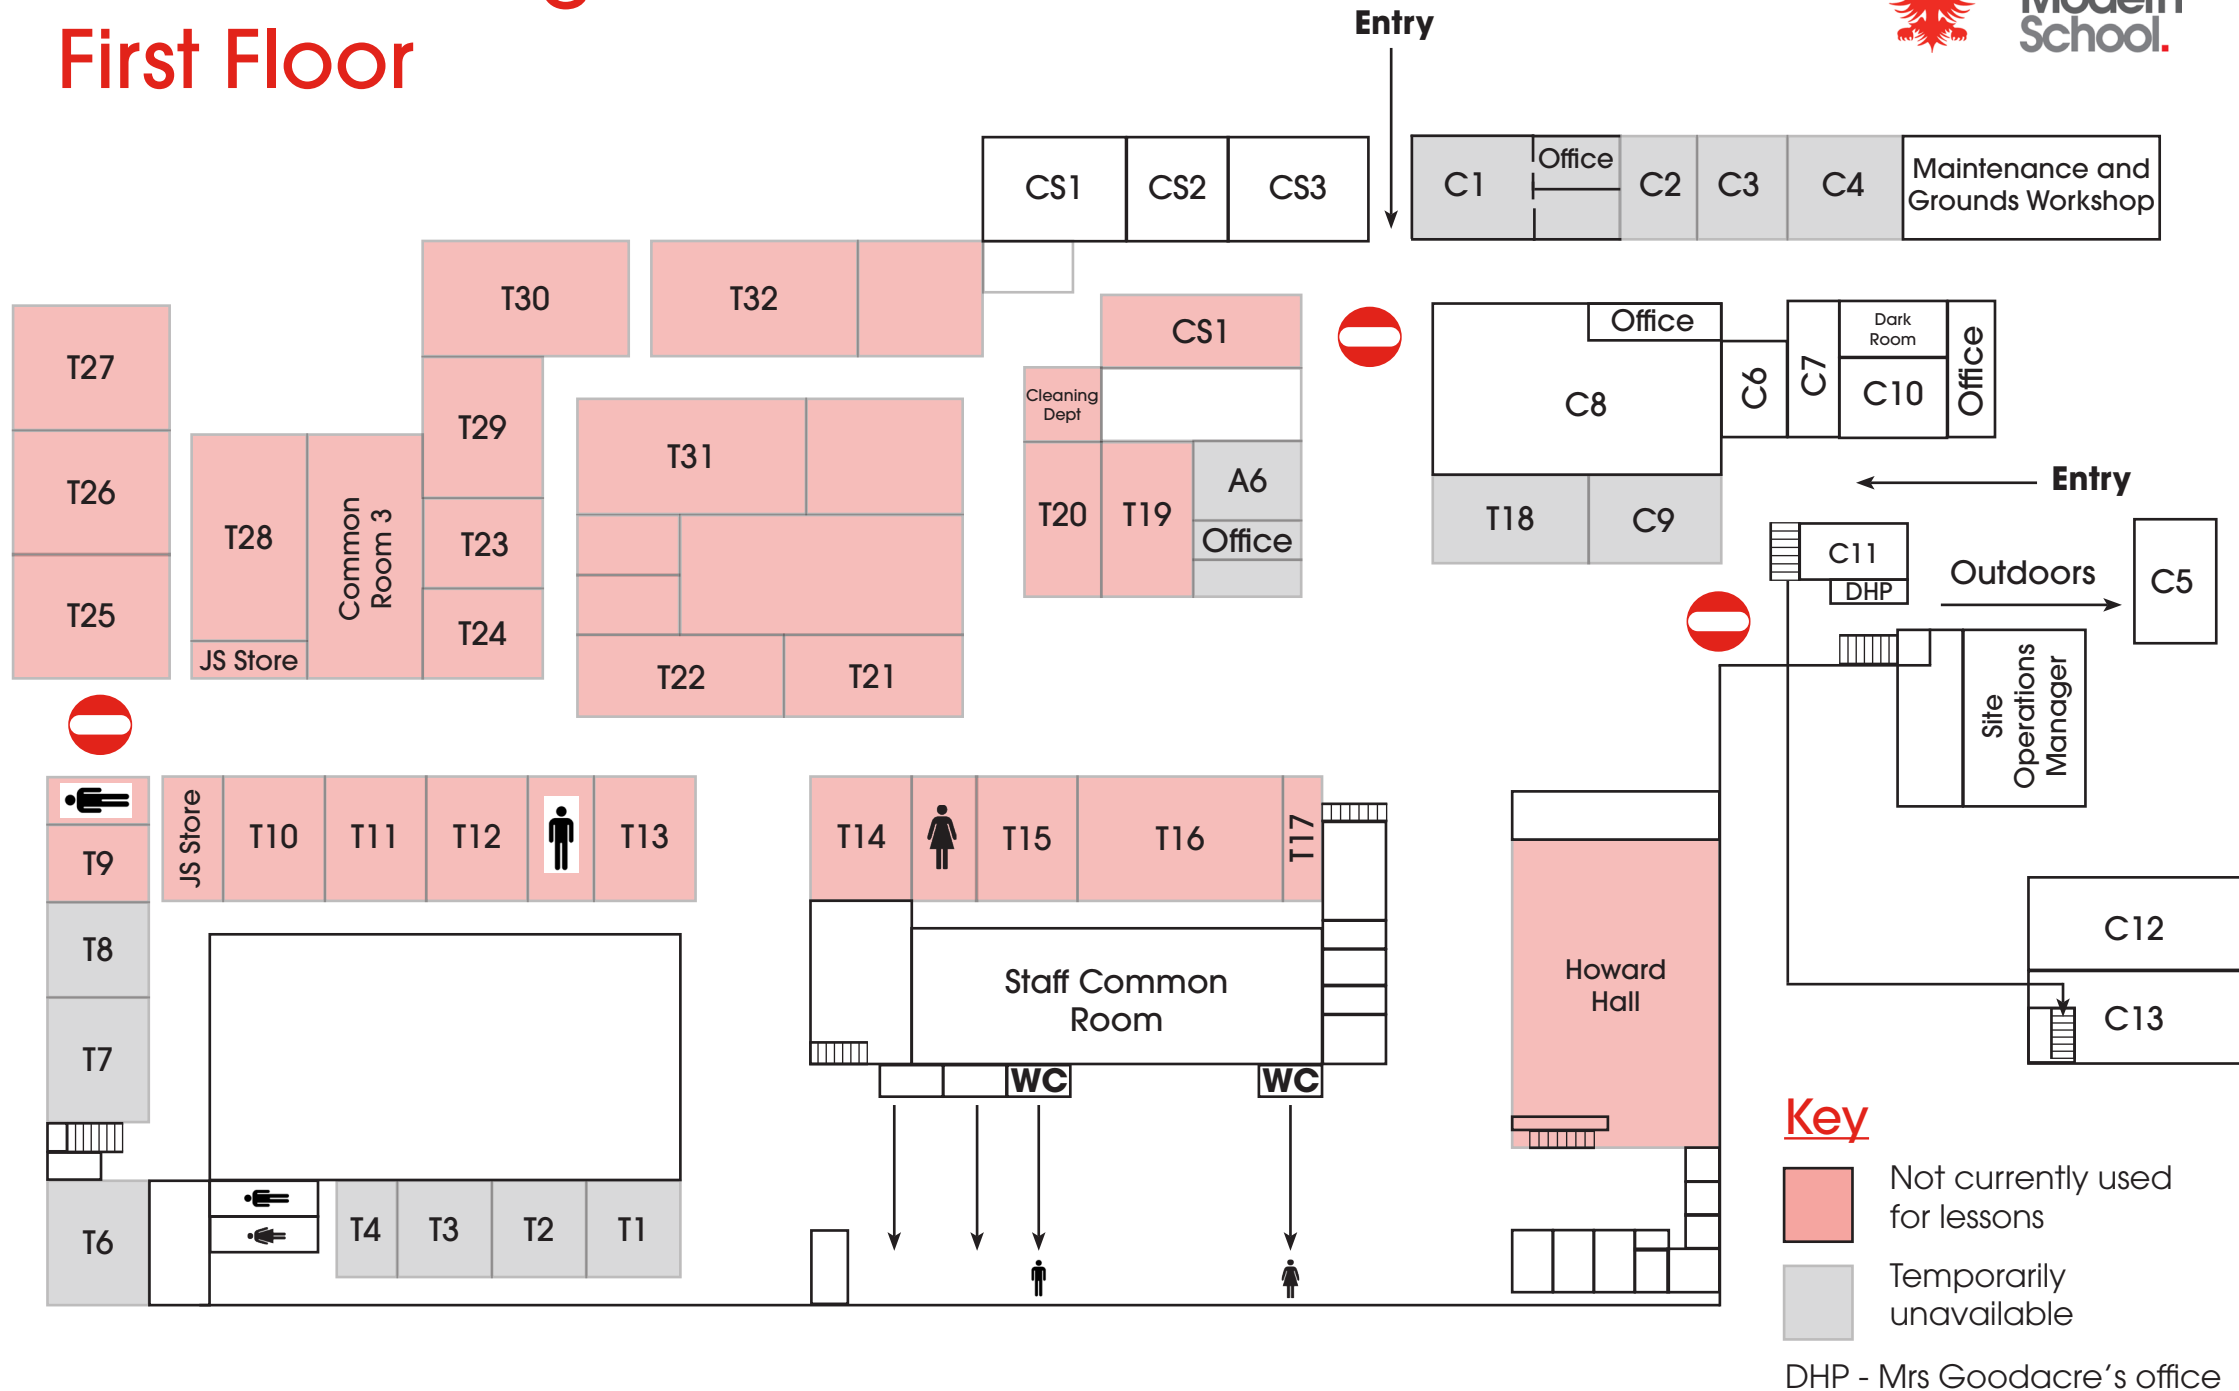 First Floor
Entry
School.
CS1
CS2
CS3
C1
Office
C2
C3
C4
Maintenance and
Grounds Workshop
T30
T32
T27
CS1
Office
Dark
Room
C6
C7
C10
Office
T29
Cleaning
Dept
C8
T31
T26
A6
Entry
T28
Common
Room 3
T23
T20
T19
Office
T18
C9
C11
Outdoors
C5
DHP
T25
T24
JS Store
T22
T21
Site
Operations
Manager
T9
JS Store
T10
T11
T12
T13
T14
T15
T16
T17
T8
Staff Common
Room
Howard
Hall
C12
C13
T7
WC
WC
Key
Not currently used
for lessons
T6
T4
T3
T2
T1
Temporarily
unavailable
DHP - Mrs Goodacre's office